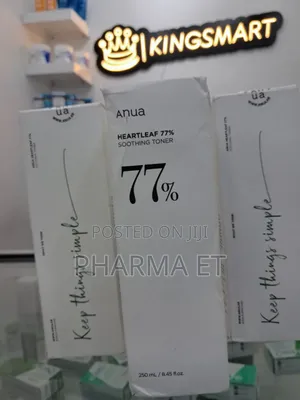 KINGSMART
Anua
HEARTLEAF 77%
SOOTHING TONER
77%
POSTED ON JIJI
PHARMA ET
Keep things simple
Keep things simple
250 mL / 8.45 fl.oz.